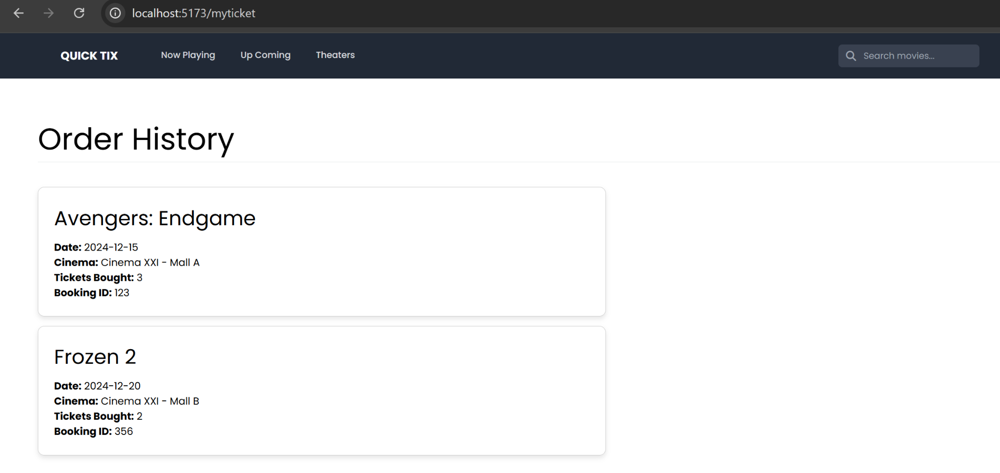 localhost:5173/myticket
QUICK TIX Now Playing Up Coming Theaters Search movies...
Order History
Avengers: Endgame
Date: 2024-12-15
Cinema: Cinema XXI - Mall A
Tickets Bought: 3
Booking ID: 123
Frozen 2
Date: 2024-12-20
Cinema: Cinema XXI - Mall B
Tickets Bought: 2
Booking ID: 356